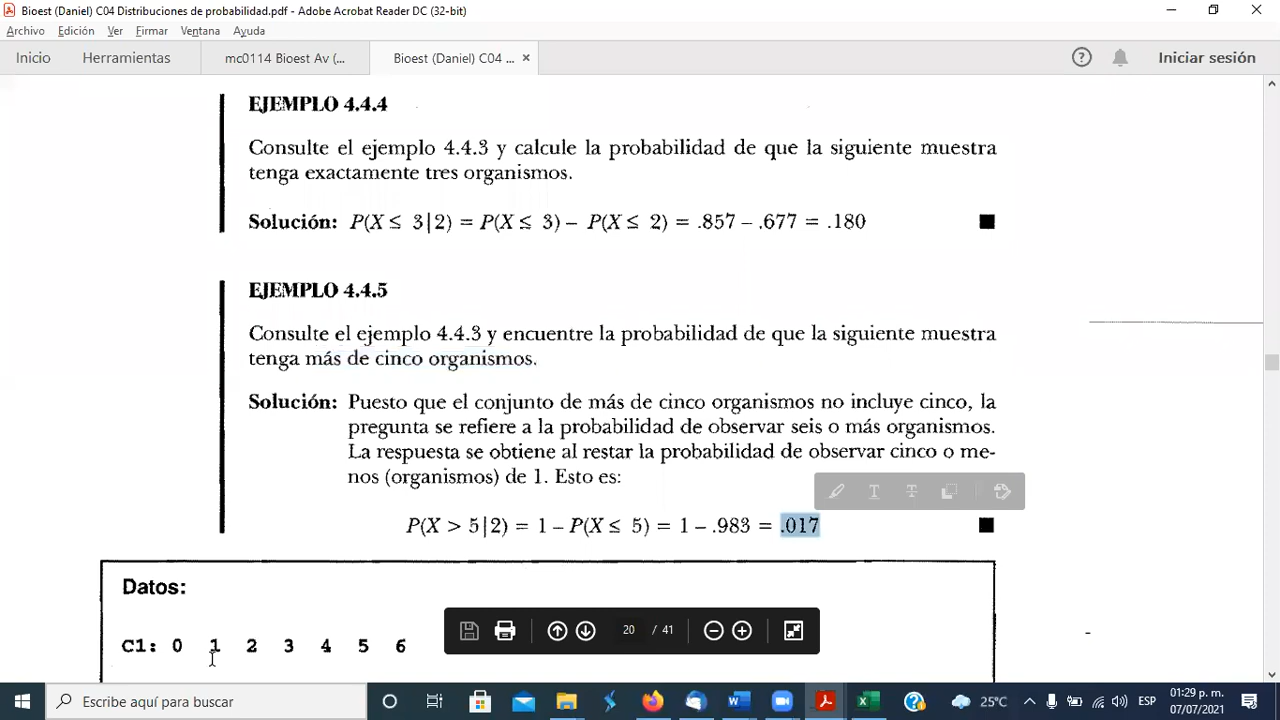 Bioest (Daniel) C04 Distribuciones de probabilidad.pdf - Adobe Acrobat Reader DC (32-bit)
Archivo Edición Ver Firmar Ventana Ayuda
Inicio Herramientas mc0114 Bioest Av (... Bioest (Daniel) C04 ... × Iniciar sesión
EJEMPLO 4.4.4
Consulte el ejemplo 4.4.3 y calcule la probabilidad de que la siguiente muestra
tenga exactamente tres organismos.
Solución: P(X ≤ 3|2) = P(X ≤ 3) – P(X ≤ 2) = .857 – .677 = .180
EJEMPLO 4.4.5
Consulte el ejemplo 4.4.3 y encuentre la probabilidad de que la siguiente muestra
tenga más de cinco organismos.
Solución: Puesto que el conjunto de más de cinco organismos no incluye cinco, la
pregunta se refiere a la probabilidad de observar seis o más organismos.
La respuesta se obtiene al restar la probabilidad de observar cinco o me-
nos (organismos) de 1. Esto es:
P(X > 5|2) = 1 – P(X ≤ 5) = 1 – .983 = .017
Datos:
20 / 41
C1: 0 1 2 3 4 5 6
Escribe aquí para buscar
25°C ESP 01:29 p. m.
07/07/2021